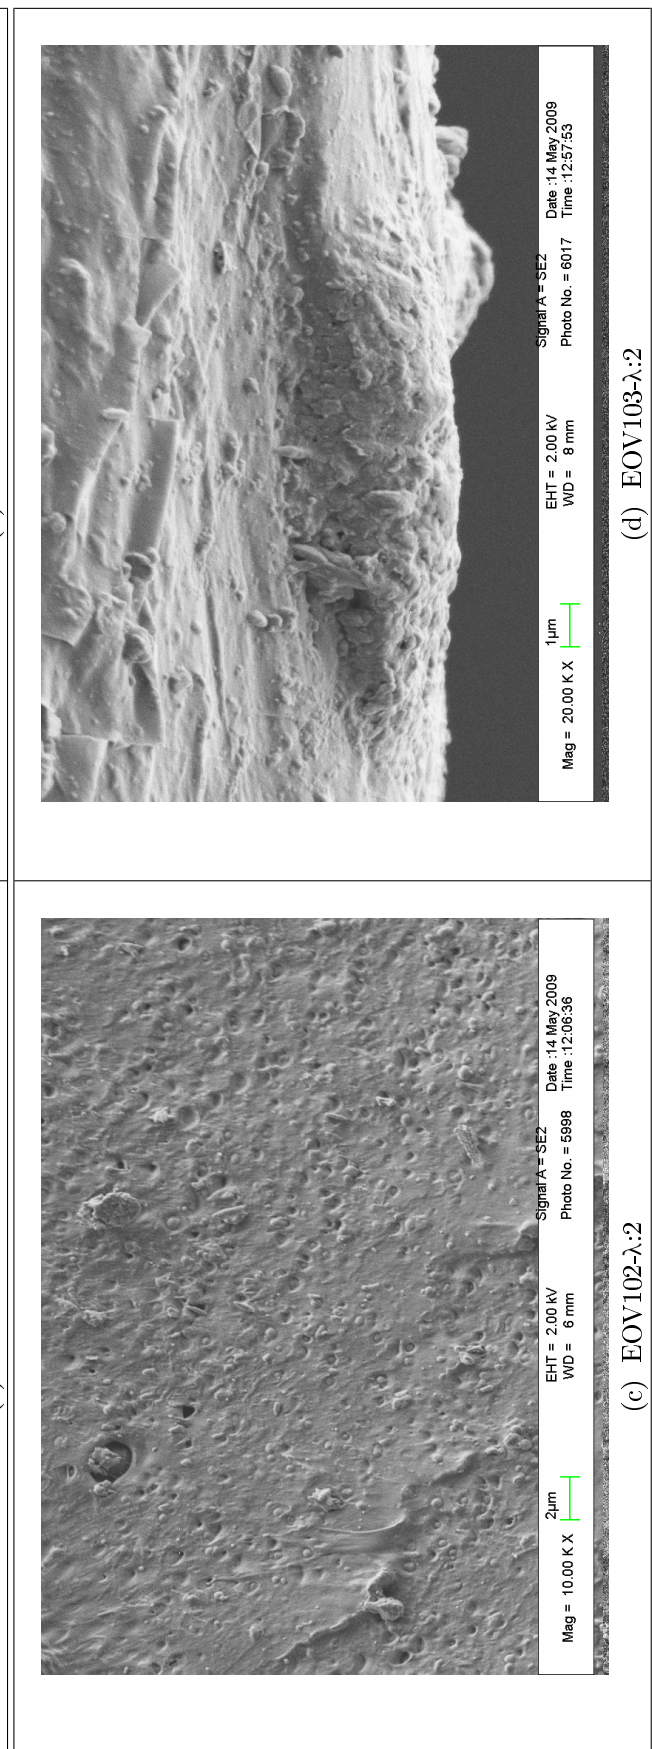 1µm
Mag = 20.00 K X
EHT = 2.00 kV
WD = 8 mm
Signal A = SE2
Photo No. = 6017
Date :14 May 2009
Time :12:57:53
(d) EOV103-λ:2
2µm
Mag = 10.00 K X
EHT = 2.00 kV
WD = 6 mm
Signal A = SE2
Photo No. = 5998
Date :14 May 2009
Time :12:06:36
(c) EOV102-λ:2